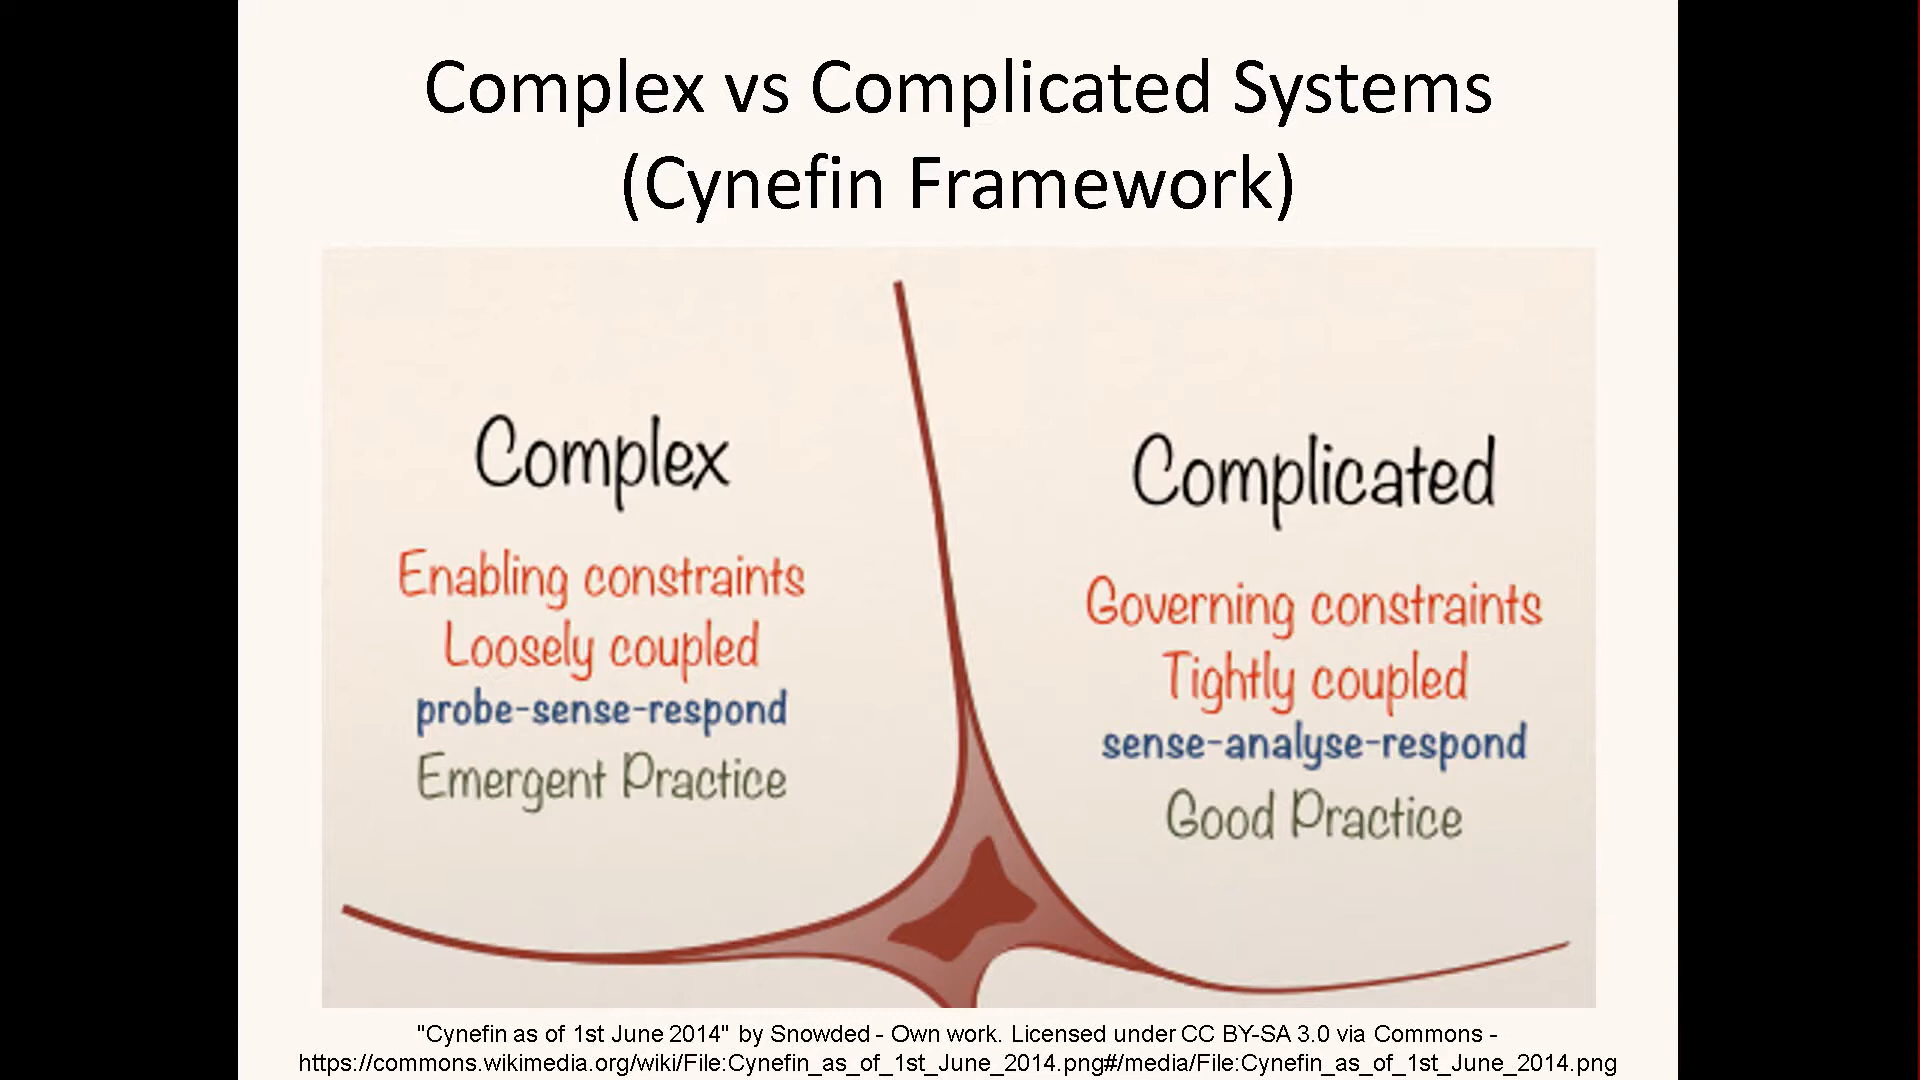 Complex vs Complicated Systems
(Cynefin Framework)
Complex
Enabling constraints
Loosely coupled
probe-sense-respond
Emergent Practice
Complicated
Governing constraints
Tightly coupled
sense-analyse-respond
Good Practice
"Cynefin as of 1st June 2014" by Snowded - Own work. Licensed under CC BY-SA 3.0 via Commons -
https://commons.wikimedia.org/wiki/File:Cynefin_as_of_1st_June_2014.png#/media/File:Cynefin_as_of_1st_June_2014.png